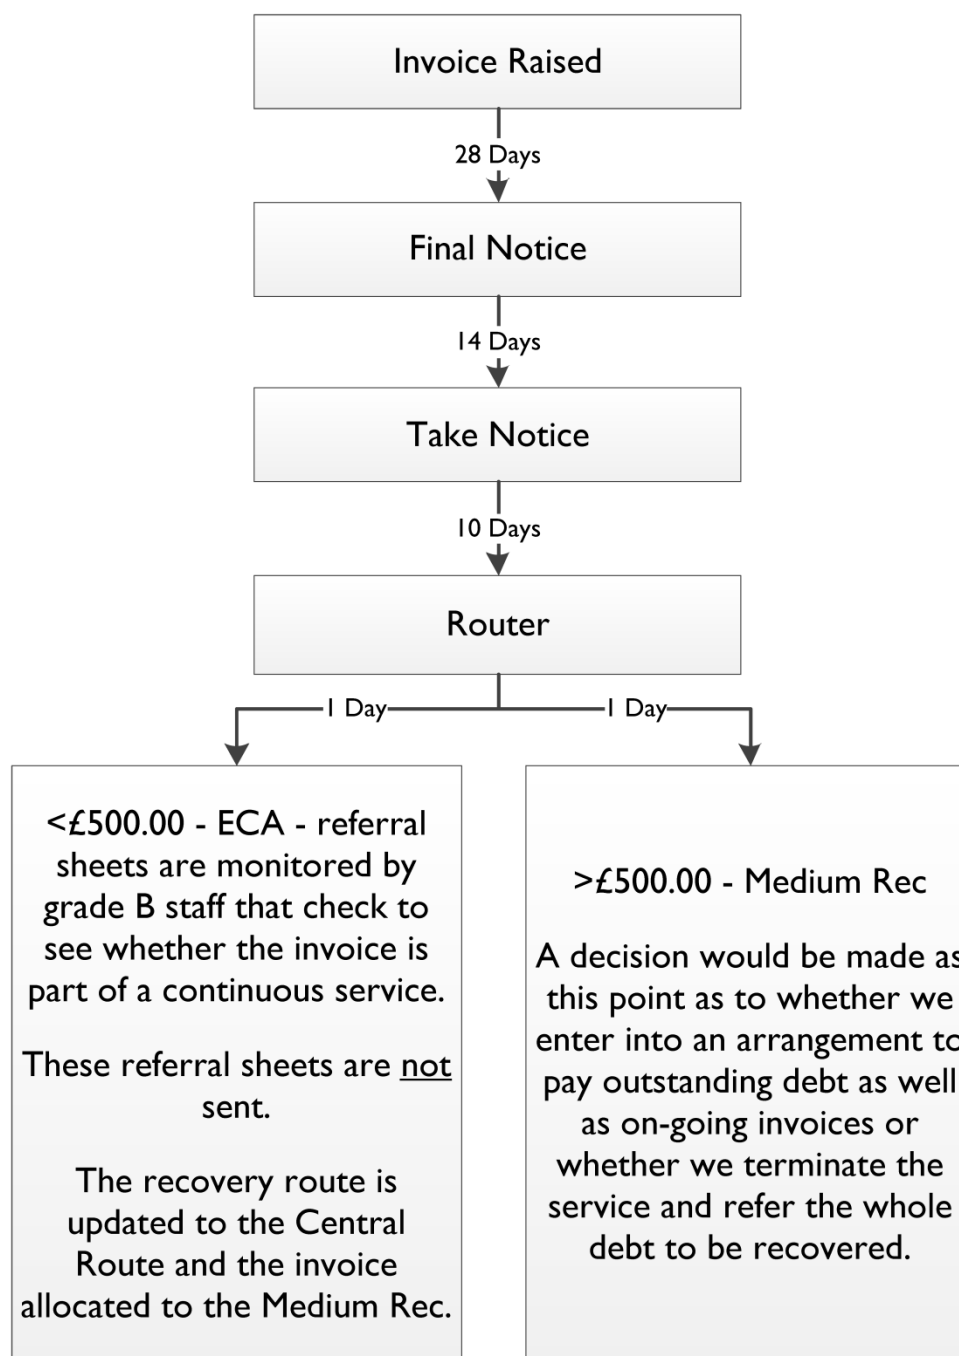 Invoice Raised
28 Days
Final Notice
14 Days
Take Notice
10 Days
Router
1 Day
1 Day
<£500.00 - ECA - referral
sheets are monitored by
grade B staff that check to
see whether the invoice is
part of a continuous service.
These referral sheets are not
sent.
The recovery route is
updated to the Central
Route and the invoice
allocated to the Medium Rec.
>£500.00 - Medium Rec
A decision would be made as
this point as to whether we
enter into an arrangement to
pay outstanding debt as well
as on-going invoices or
whether we terminate the
service and refer the whole
debt to be recovered.